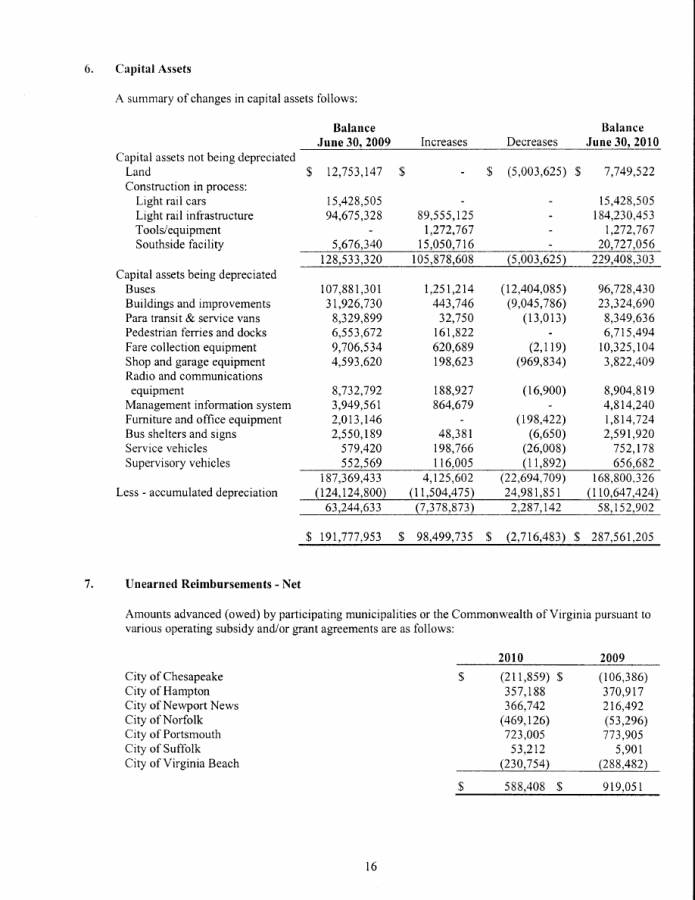 6. Capital Assets
A summary of changes in capital assets follows:
Balance Balance
June 30, 2009 Increases Decreases June 30, 2010
Capital assets not being depreciated
Land $ 12,753,147 $ - $ (5,003,625) $ 7,749,522
Construction in process:
Light rail cars 15,428,505 - - 15,428,505
Light rail infrastructure 94,675,328 89,555,125 - 184,230,453
Tools/equipment - 1,272,767 - 1,272,767
Southside facility 5,676,340 15,050,716 - 20,727,056
128,533,320 105,878,608 (5,003,625) 229,408,303
Capital assets being depreciated
Buses 107,881,301 1,251,214 (12,404,085) 96,728,430
Buildings and improvements 31,926,730 443,746 (9,045,786) 23,324,690
Para transit & service vans 8,329,899 32,750 (13,013) 8,349,636
Pedestrian ferries and docks 6,553,672 161,822 - 6,715,494
Fare collection equipment 9,706,534 620,689 (2,119) 10,325,104
Shop and garage equipment 4,593,620 198,623 (969,834) 3,822,409
Radio and communications
equipment 8,732,792 188,927 (16,900) 8,904,819
Management information system 3,949,561 864,679 - 4,814,240
Furniture and office equipment 2,013,146 - (198,422) 1,814,724
Bus shelters and signs 2,550,189 48,381 (6,650) 2,591,920
Service vehicles 579,420 198,766 (26,008) 752,178
Supervisory vehicles 552,569 116,005 (11,892) 656,682
187,369,433 4,125,602 (22,694,709) 168,800,326
Less - accumulated depreciation (124,124,800) (11,504,475) 24,981,851 (110,647,424)
63,244,633 (7,378,873) 2,287,142 58,152,902
$ 191,777,953 $ 98,499,735 $ (2,716,483) $ 287,561,205
7. Unearned Reimbursements - Net
Amounts advanced (owed) by participating municipalities or the Commonwealth of Virginia pursuant to
various operating subsidy and/or grant agreements are as follows:
2010 2009
City of Chesapeake $ (211,859) $ (106,386)
City of Hampton 357,188 370,917
City of Newport News 366,742 216,492
City of Norfolk (469,126) (53,296)
City of Portsmouth 723,005 773,905
City of Suffolk 53,212 5,901
City of Virginia Beach (230,754) (288,482)
$ 588,408 $ 919,051
16